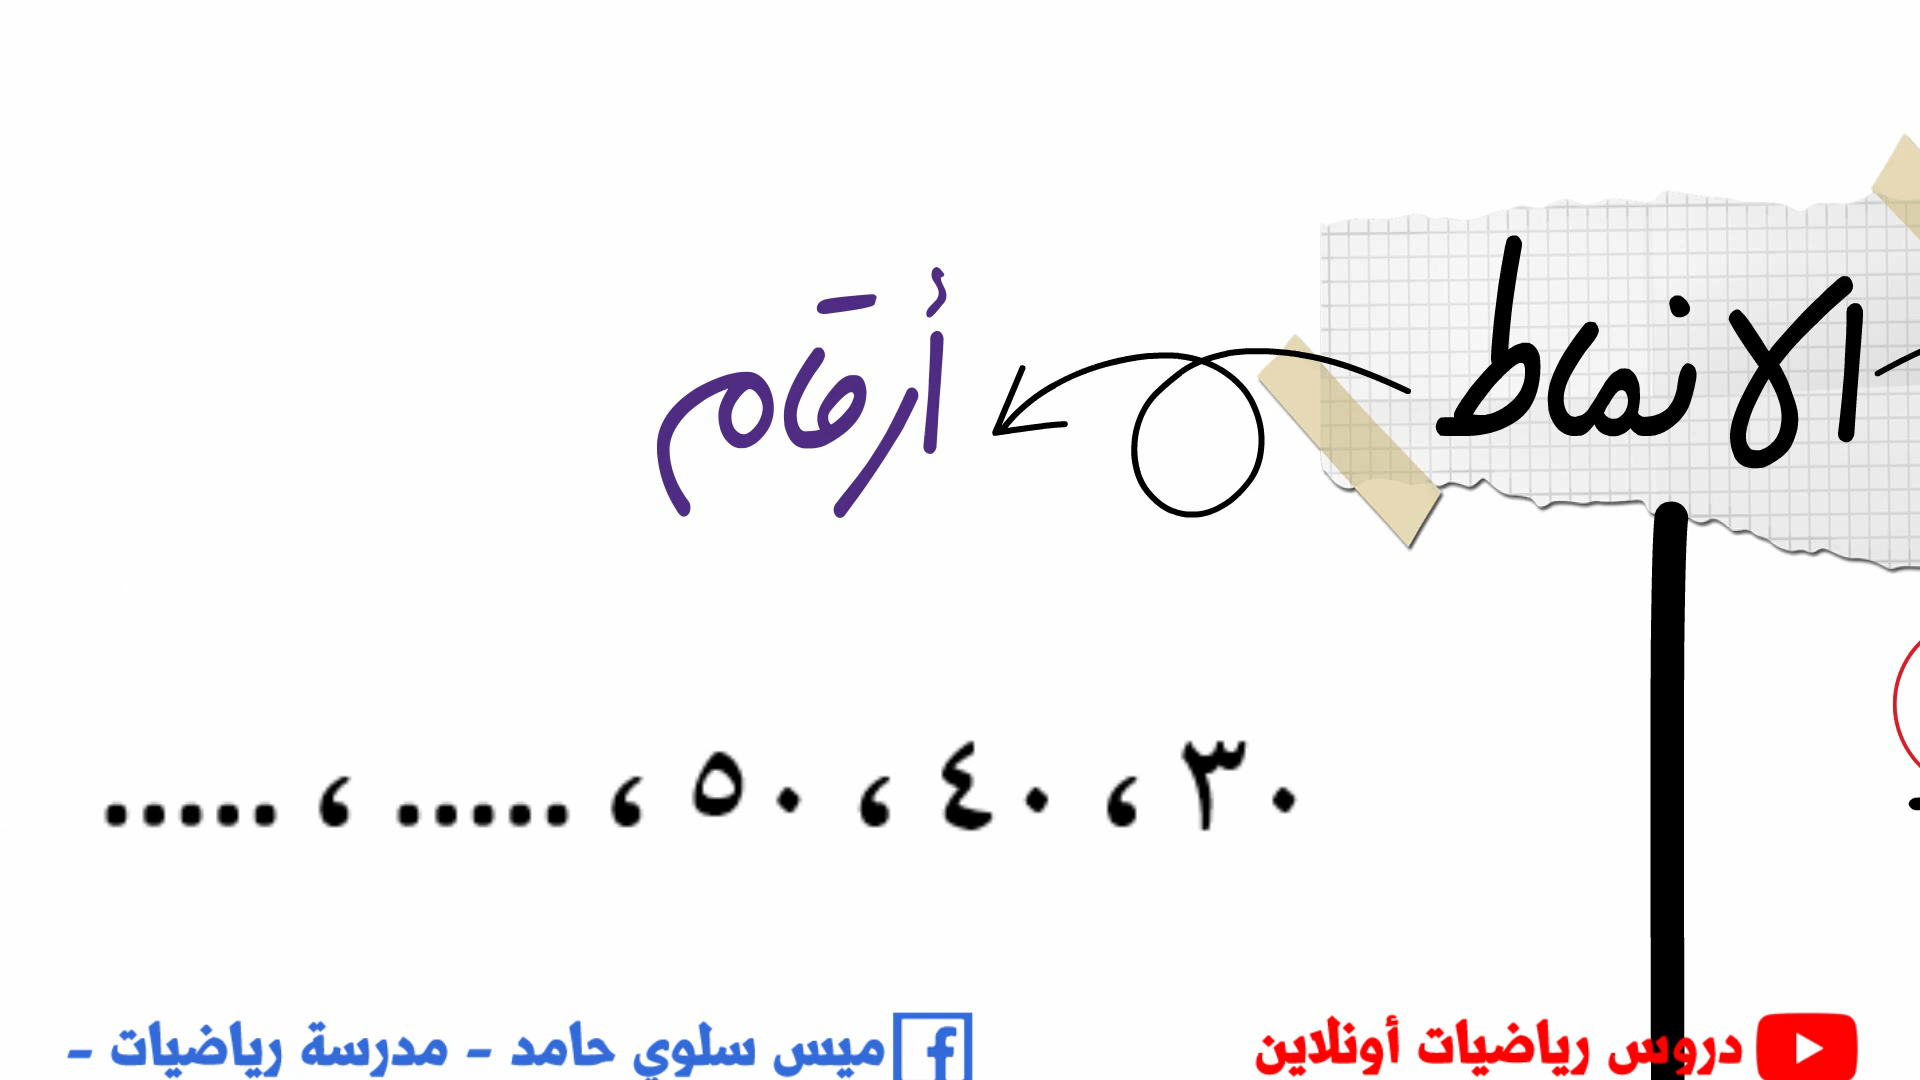 الانماط
أرقام
٣٠ ، ٤٠ ، ٥٠ ، ..... ، .....
دروس رياضيات أونلاين
ميس سلوي حامد - مدرسة رياضيات -